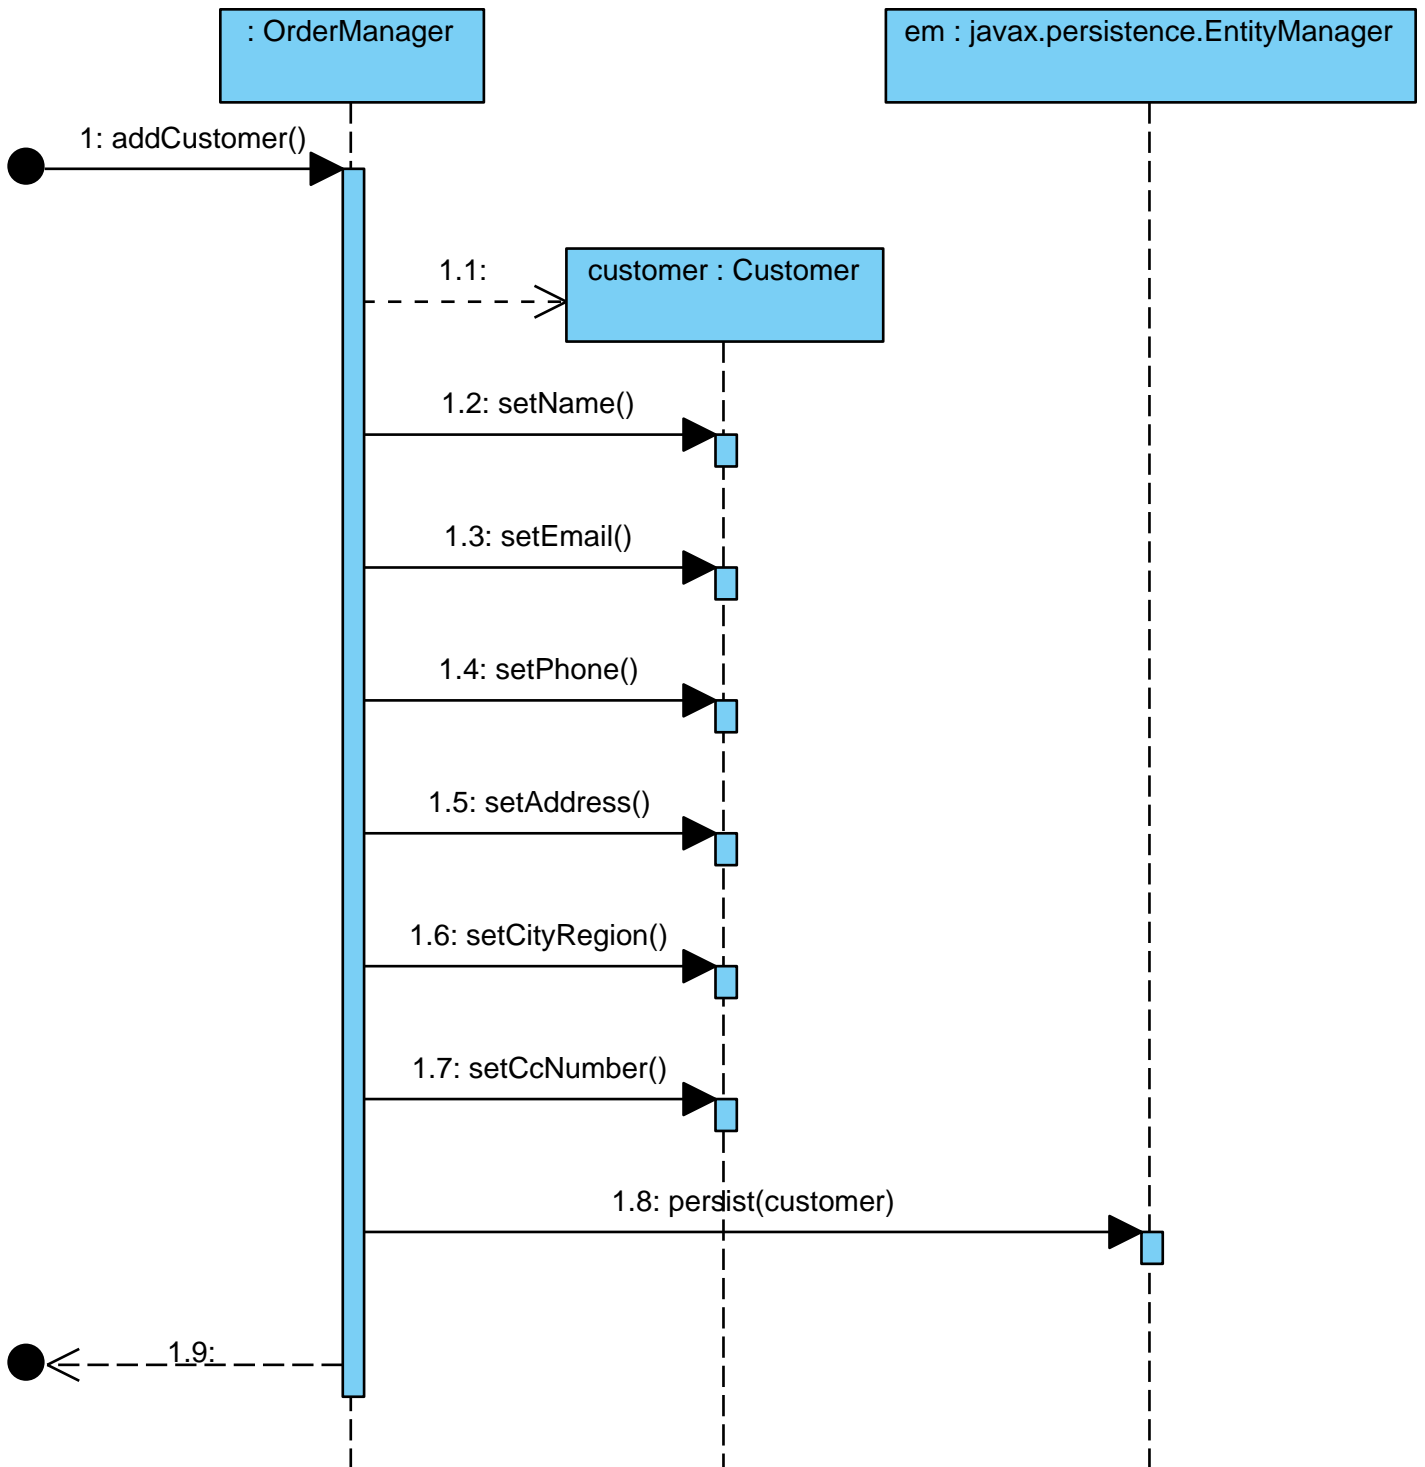 : OrderManager
em : javax.persistence.EntityManager
1: addCustomer()
1.1:
customer : Customer
1.2: setName()
1.3: setEmail()
1.4: setPhone()
1.5: setAddress()
1.6: setCityRegion()
1.7: setCcNumber()
1.8: persist(customer)
1.9: